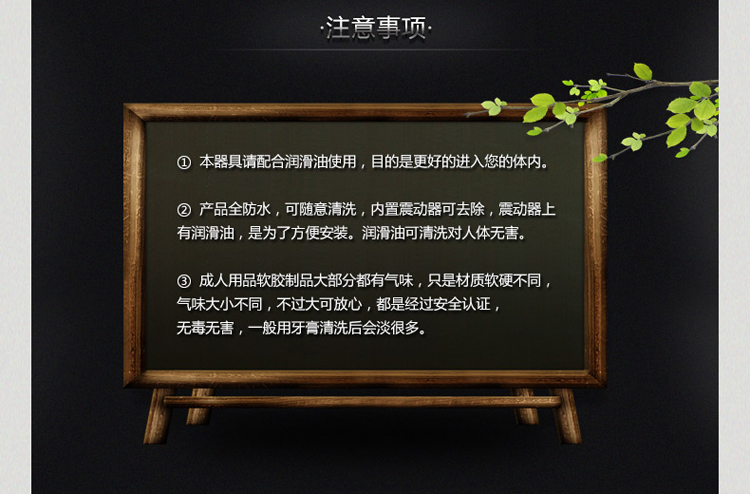 ·注意事项·
① 本器具请配合润滑油使用，目的是更好的进入您的体内。
② 产品全防水，可随意清洗，内置震动器可去除，震动器上
有润滑油，是为了方便安装。润滑油可清洗对人体无害。
③ 成人用品软胶制品大部分都有气味，只是材质软硬不同，
气味大小不同，不过大可放心，都是经过安全认证，
无毒无害，一般用牙膏清洗后会淡很多。